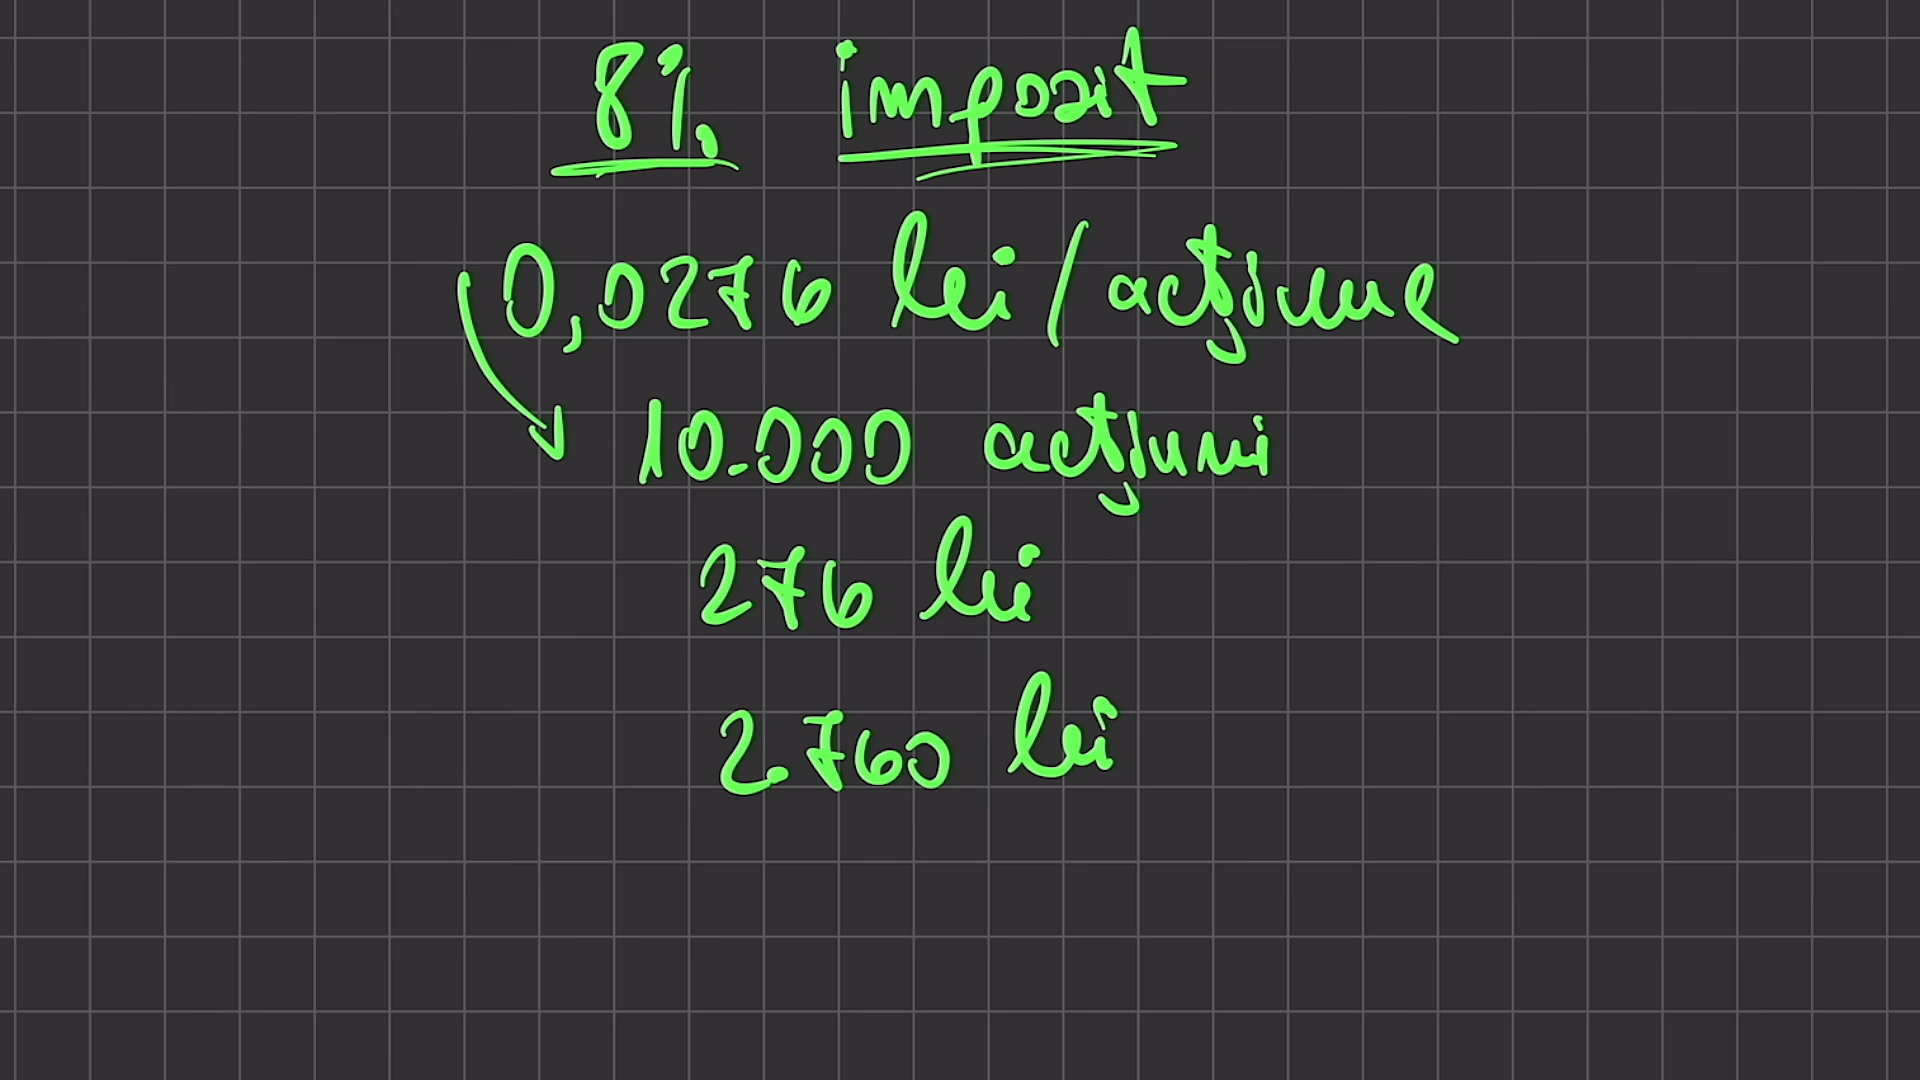 8% impozit
0,0276 lei/acțiune
10.000 acțiuni
276 lei
2.760 lei